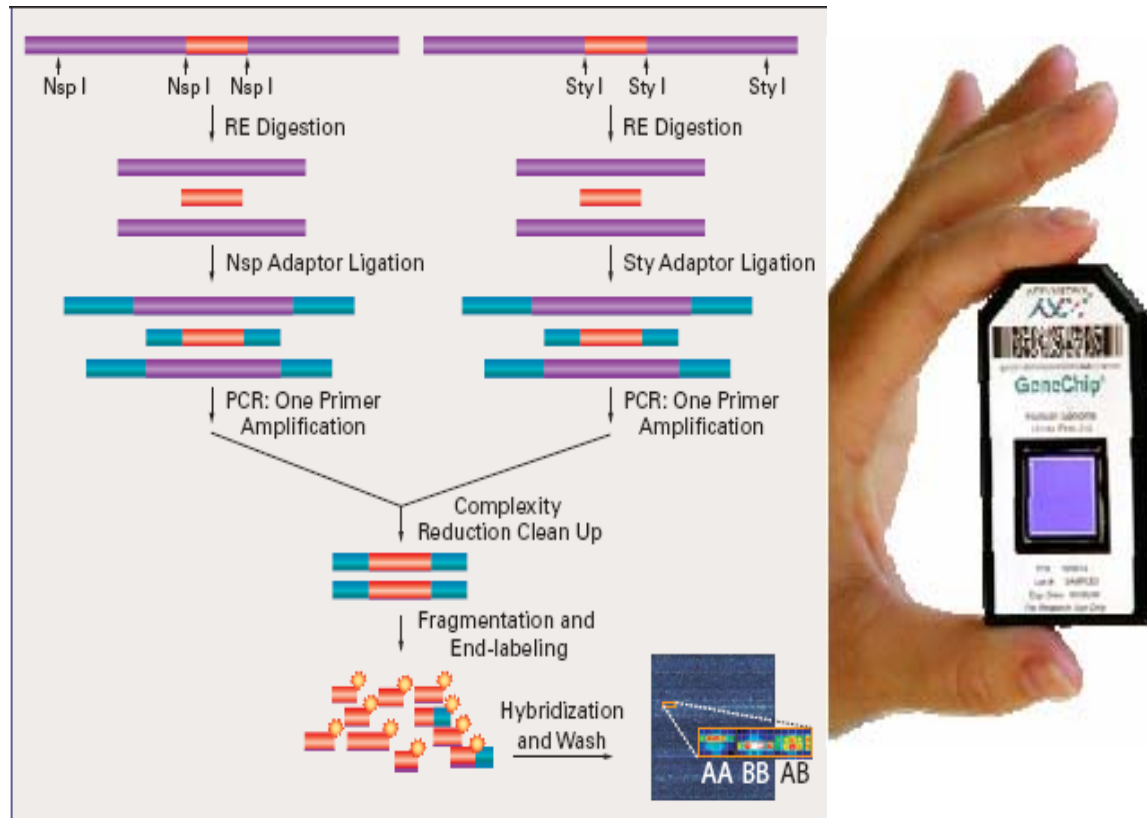 Nsp I Nsp I Nsp I
Sty I Sty I Sty I
RE Digestion
RE Digestion
Nsp Adaptor Ligation
Sty Adaptor Ligation
PCR: One Primer
Amplification
PCR: One Primer
Amplification
Complexity
Reduction Clean Up
Fragmentation and
End-labeling
Hybridization
and Wash
AA BB AB
GeneChip
Human Genome